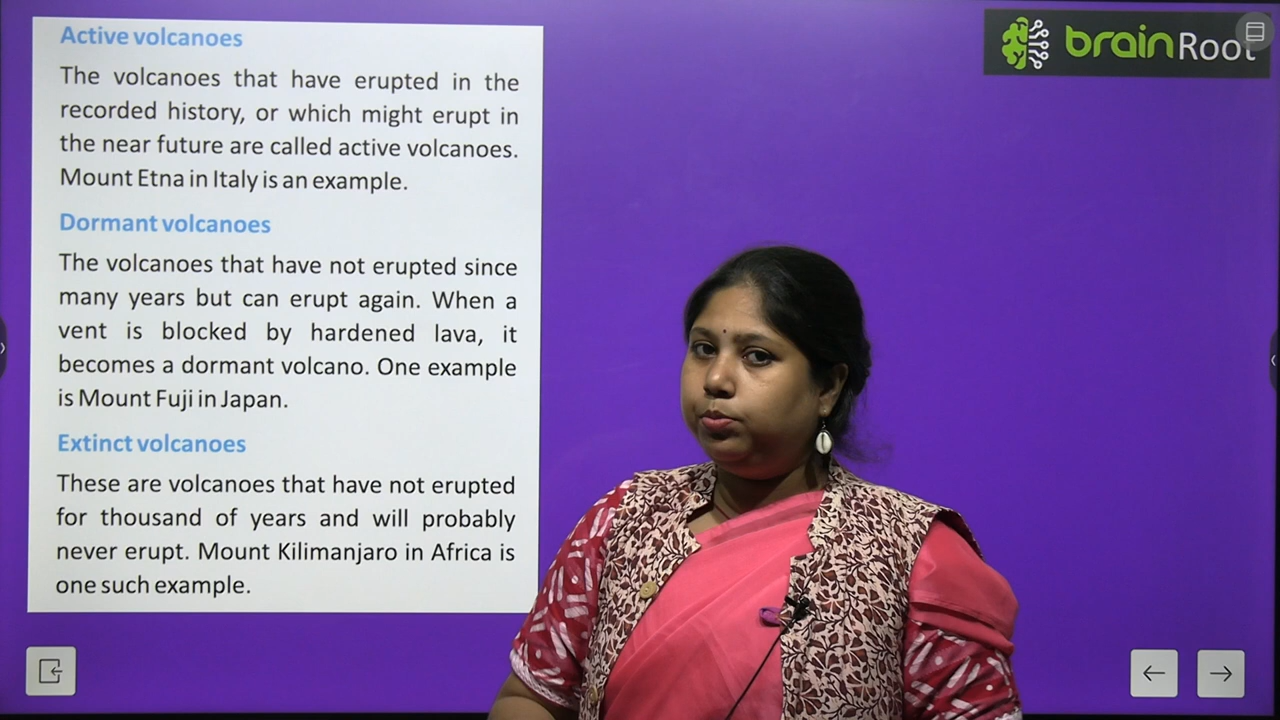 Active volcanoes
The volcanoes that have erupted in the
recorded history, or which might erupt in
the near future are called active volcanoes.
Mount Etna in Italy is an example.
Dormant volcanoes
The volcanoes that have not erupted since
many years but can erupt again. When a
vent is blocked by hardened lava, it
becomes a dormant volcano. One example
is Mount Fuji in Japan.
Extinct volcanoes
These are volcanoes that have not erupted
for thousand of years and will probably
never erupt. Mount Kilimanjaro in Africa is
one such example.
brainRoot